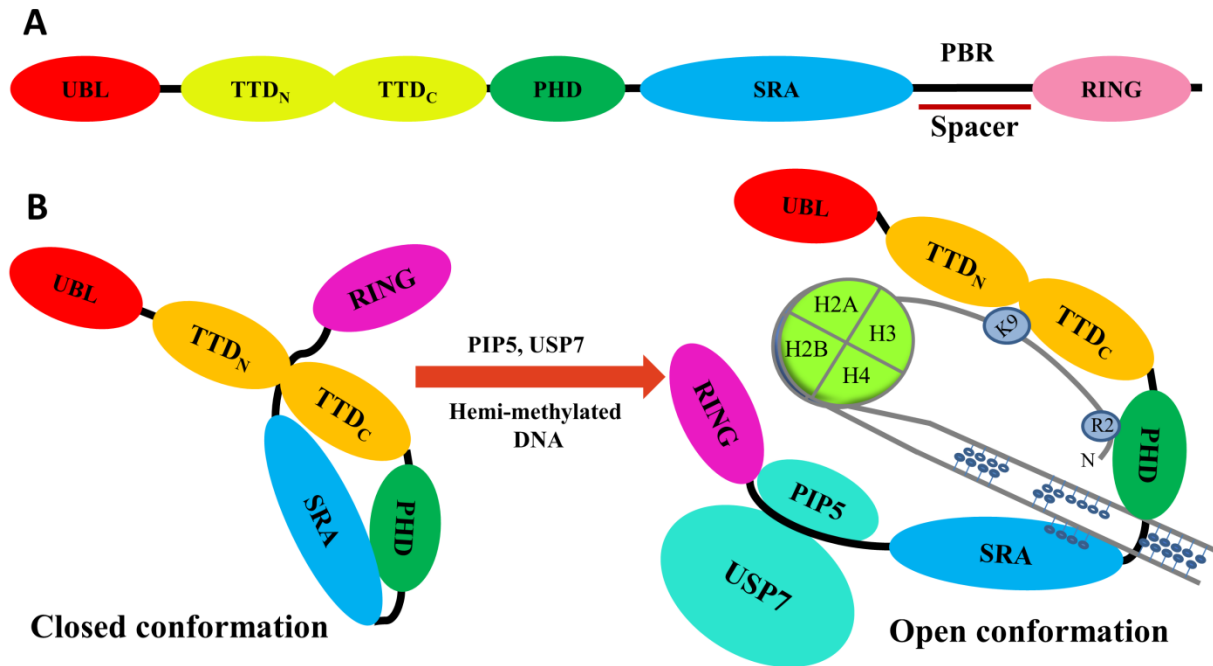 A
UBL TTDN TTDC PHD SRA PBR RING
Spacer
B
UBL
TTDN
RING
TTDC
SRA
PHD
Closed conformation
PIP5, USP7
Hemi-methylated
DNA
UBL
TTDN
TTDC
H2A
H3
H2B
H4
K9
R2
N
PHD
RING
PIP5
USP7
SRA
Open conformation